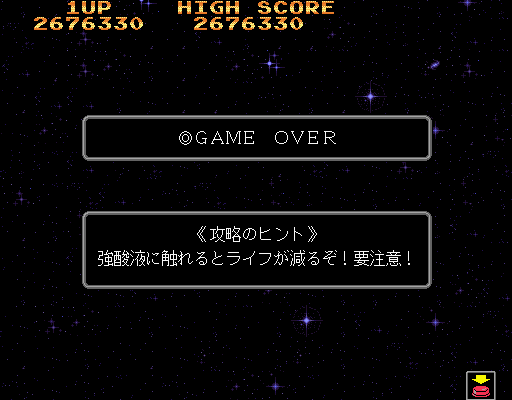 1UP HIGH SCORE
2676330 2676330
◎GAME OVER
《攻略のヒント》
強酸液に触れるとライフが減るぞ！要注意！